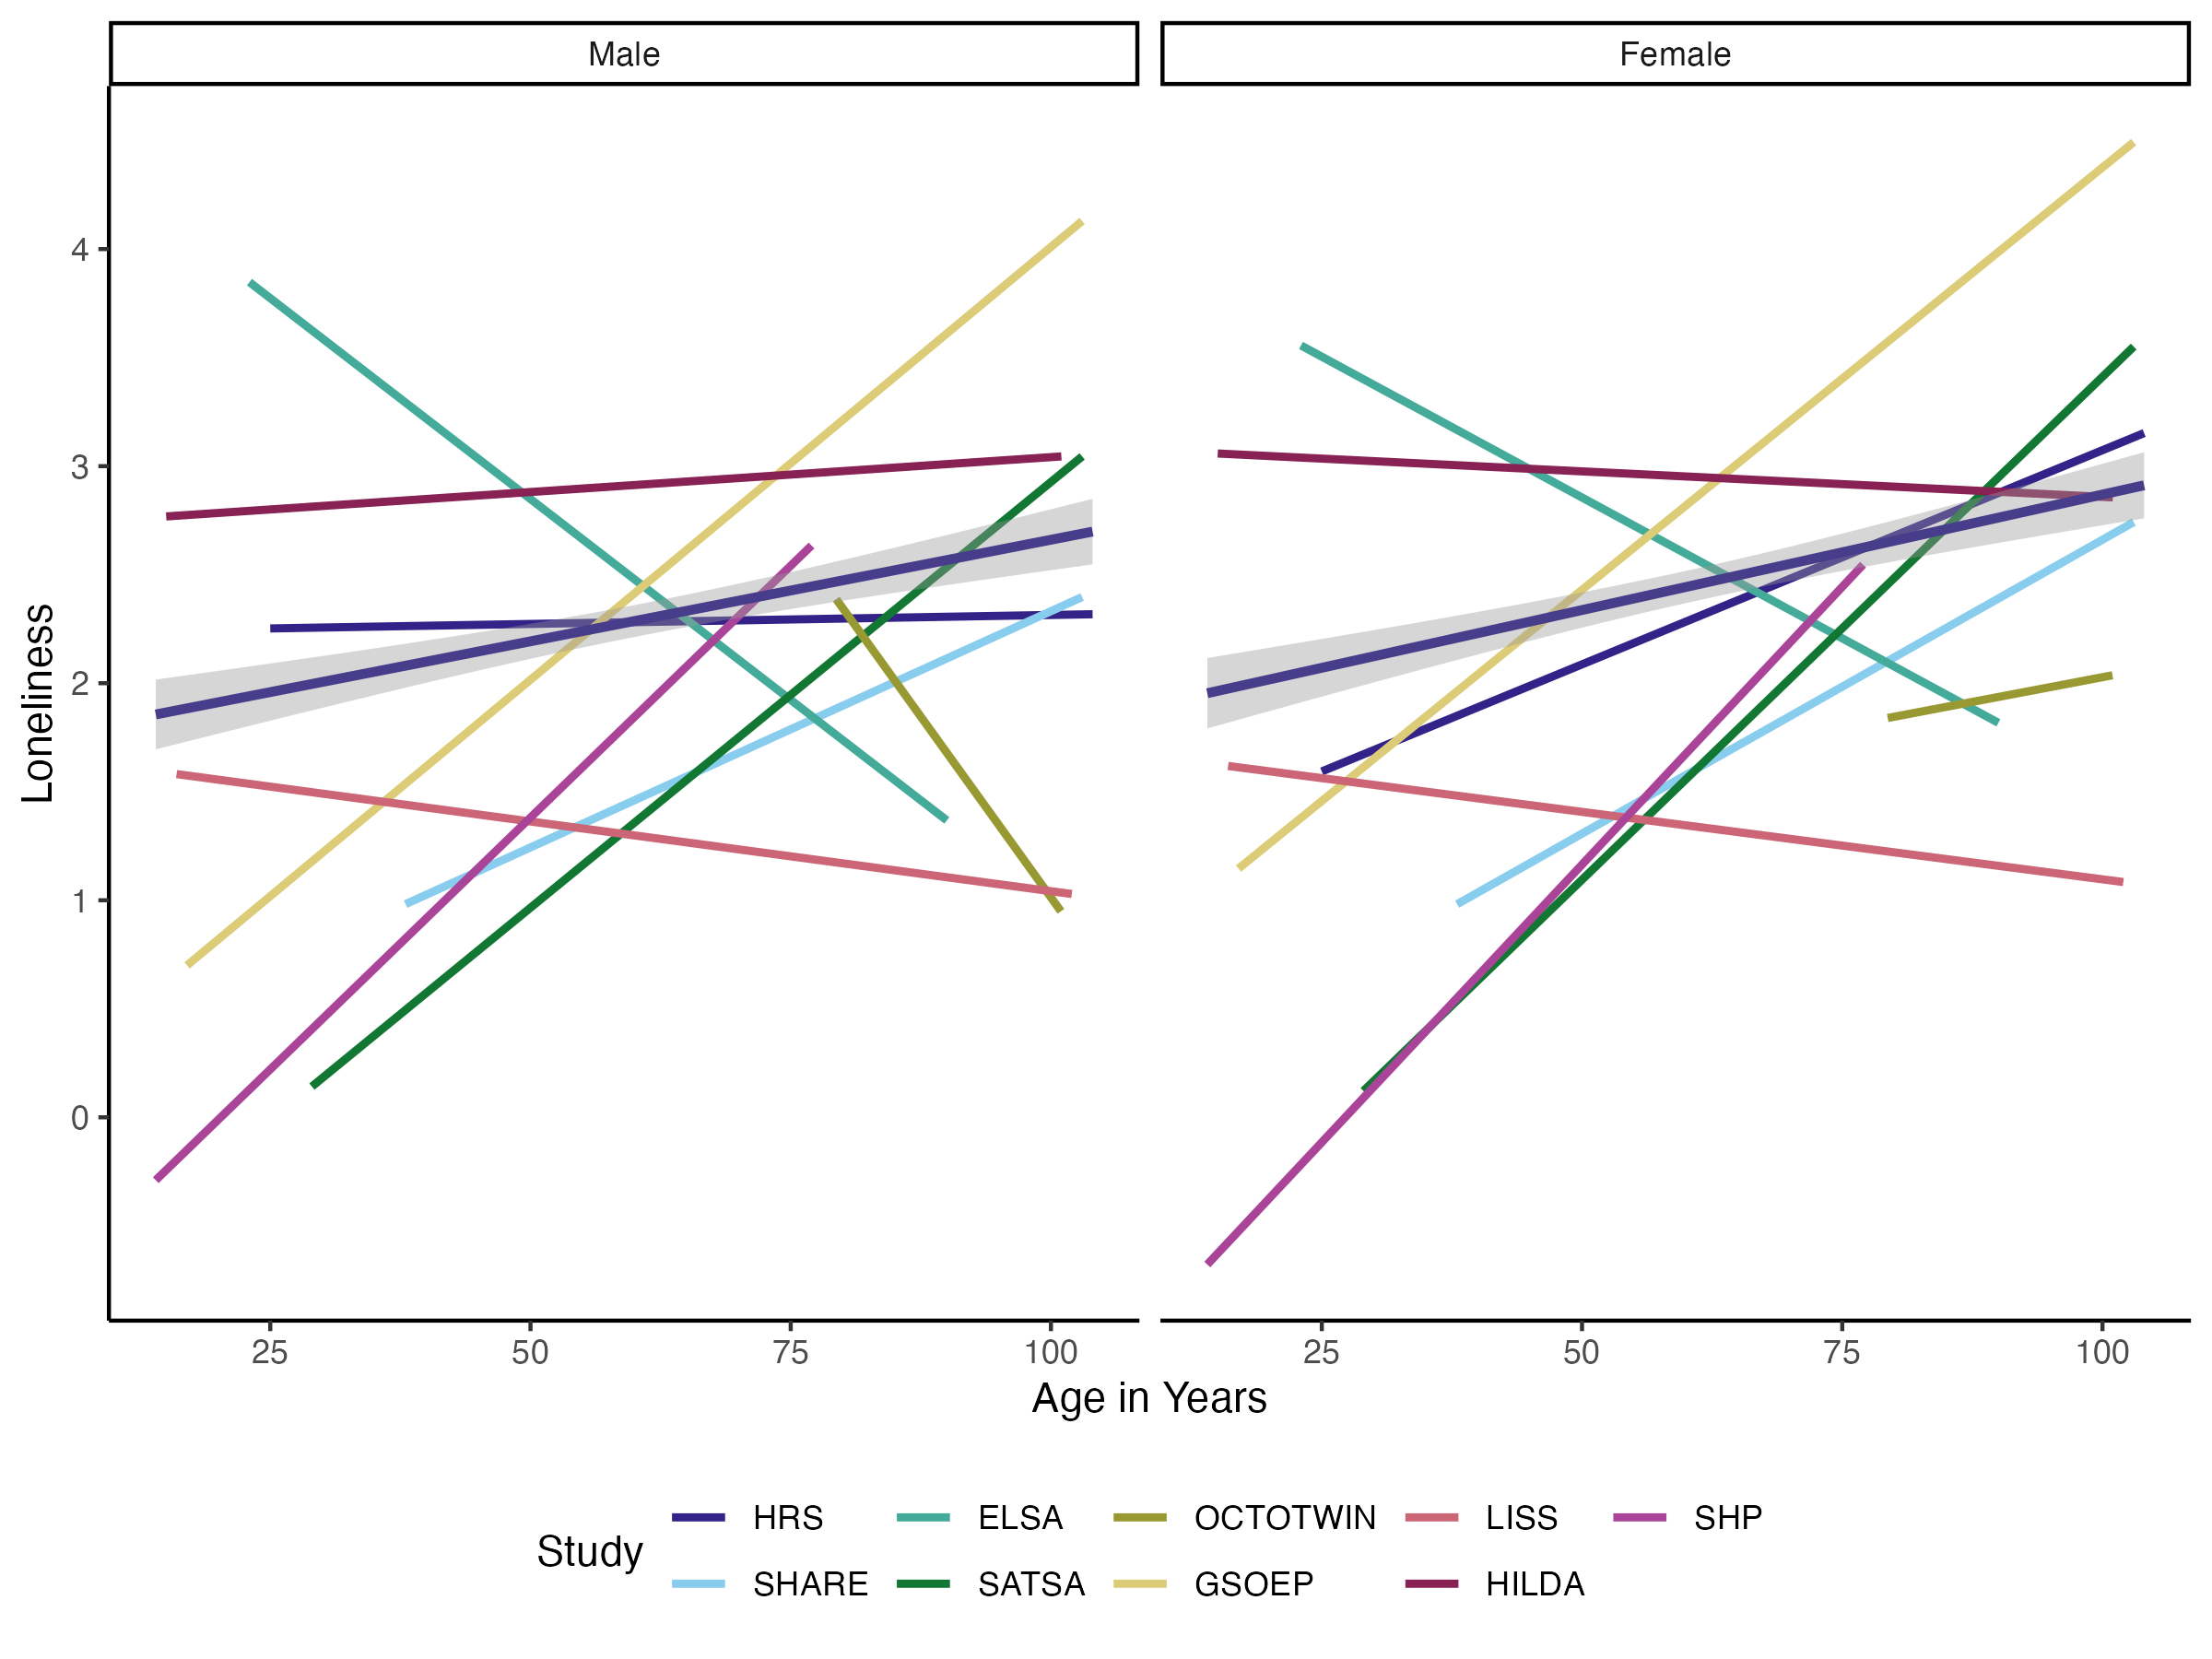 Male
Female
Loneliness
4
3
2
1
0
25 50 75 100
25 50 75 100
Age in Years
Study
HRS ELSA OCTOTWIN LISS SHP
SHARE SATSA GSOEP HILDA